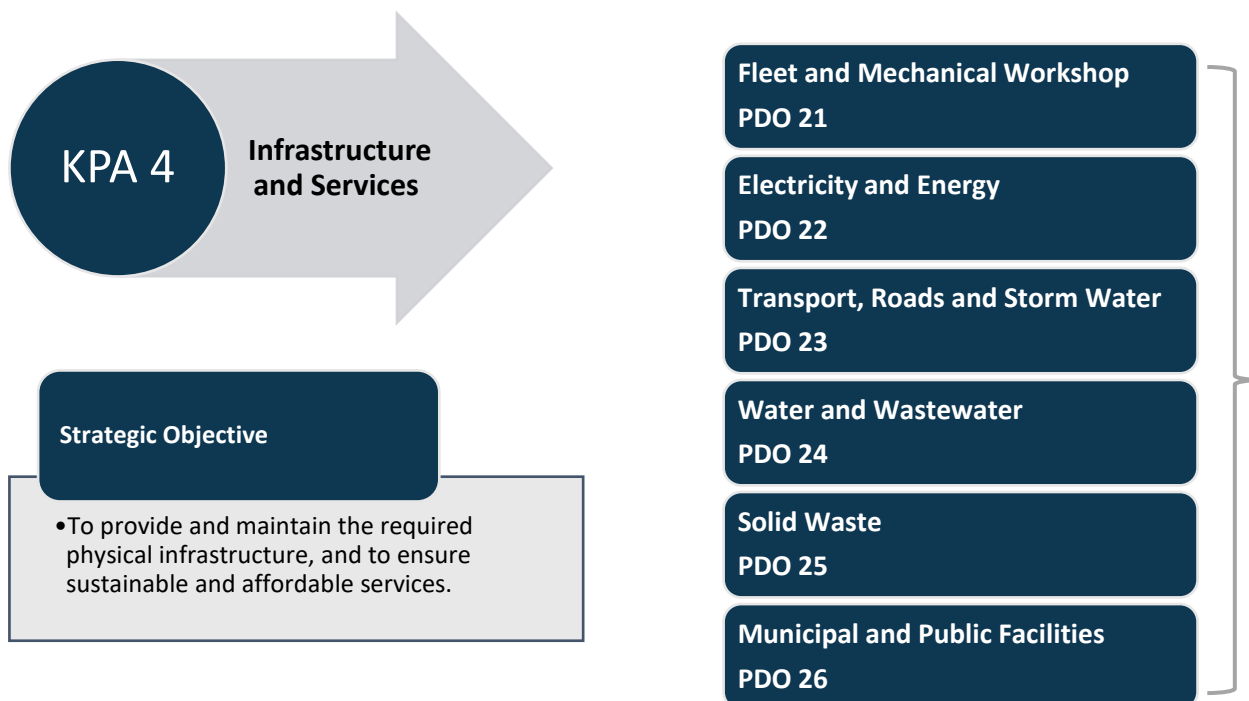 KPA 4
Infrastructure
and Services
Strategic Objective
•To provide and maintain the required
physical infrastructure, and to ensure
sustainable and affordable services.
Fleet and Mechanical Workshop
PDO 21
Electricity and Energy
PDO 22
Transport, Roads and Storm Water
PDO 23
Water and Wastewater
PDO 24
Solid Waste
PDO 25
Municipal and Public Facilities
PDO 26